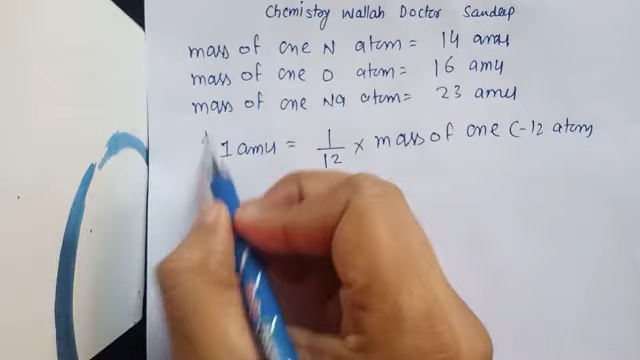 Chemistry Wallah Doctor Sandeep
mass of one N atom = 14 amu
mass of one O atom = 16 amu
mass of one Na atom = 23 amu
1 amu = 1/12 × mass of one C-12 atom